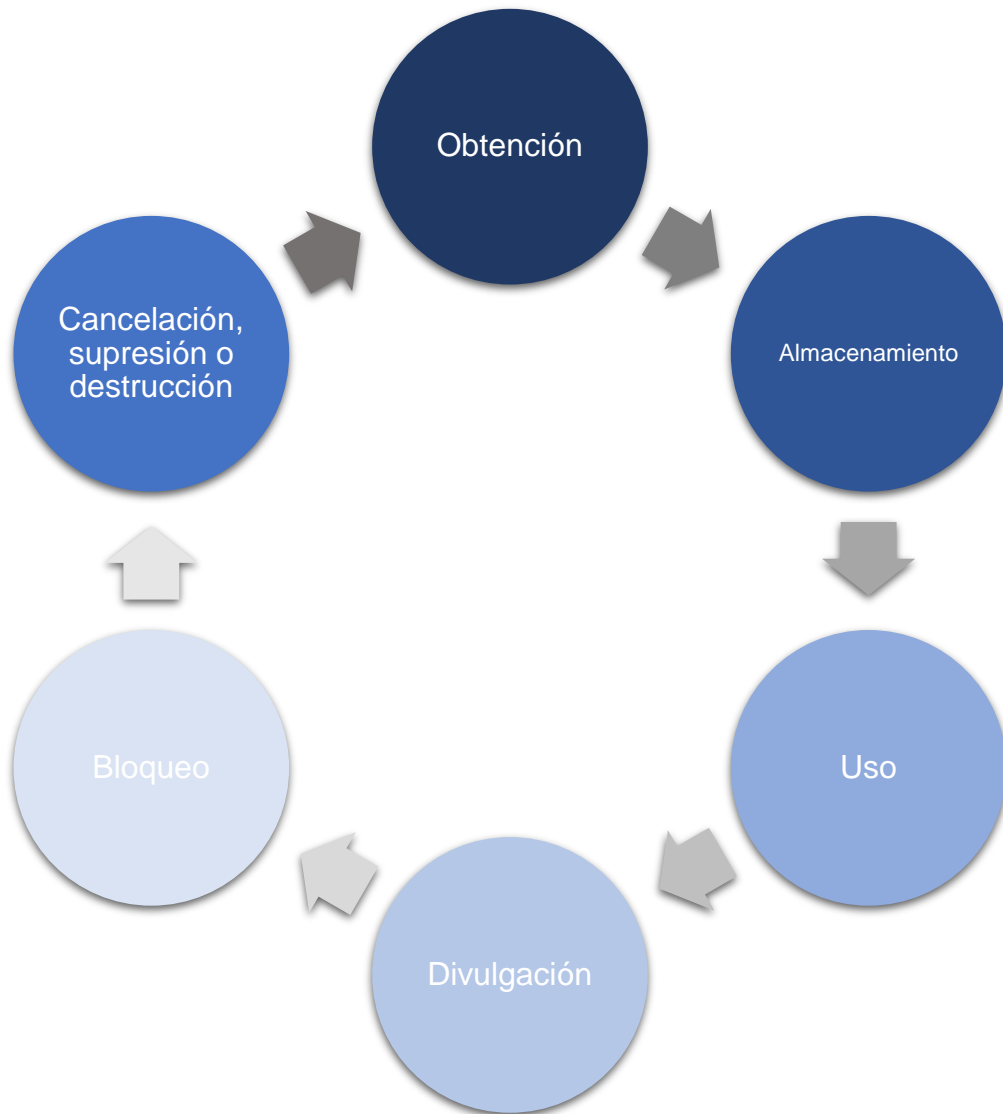 Obtención
Almacenamiento
Uso
Divulgación
Bloqueo
Cancelación,
supresión o
destrucción